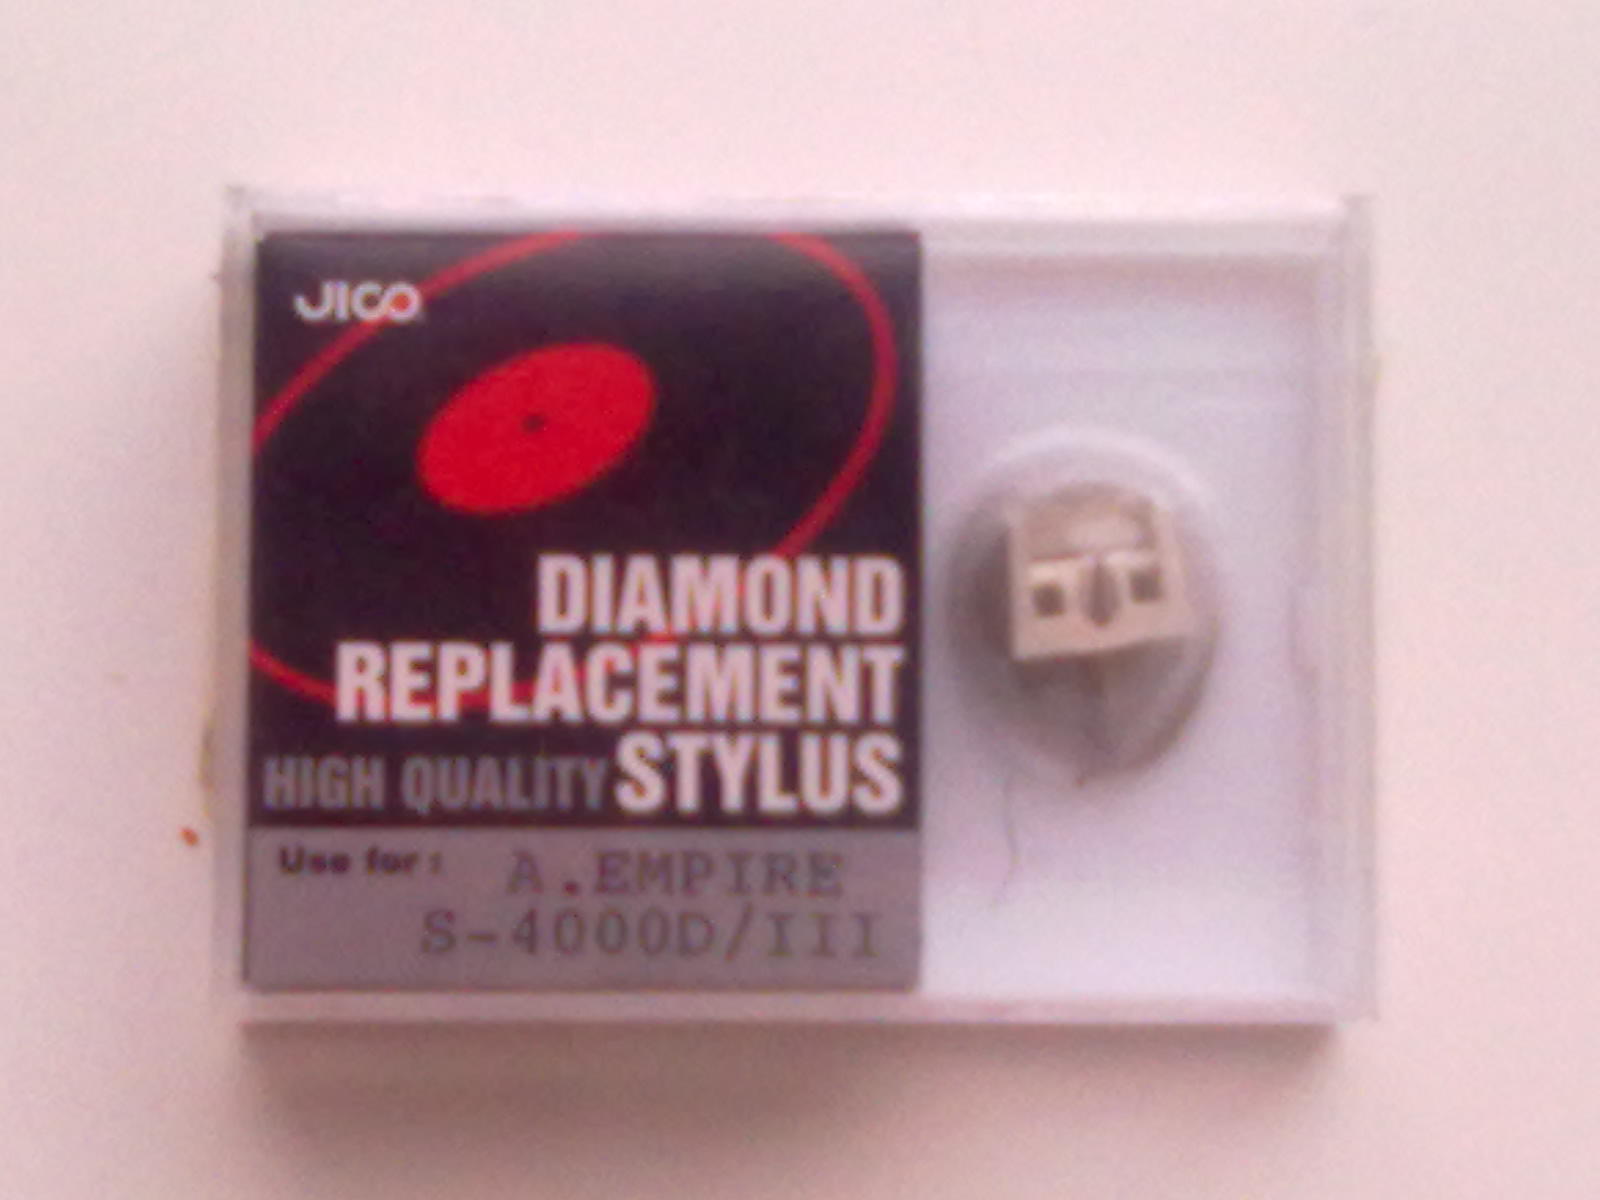 JICO
DIAMOND
REPLACEMENT
HIGH QUALITY STYLUS
Use for: A.EMPIRE
S-4000D/III